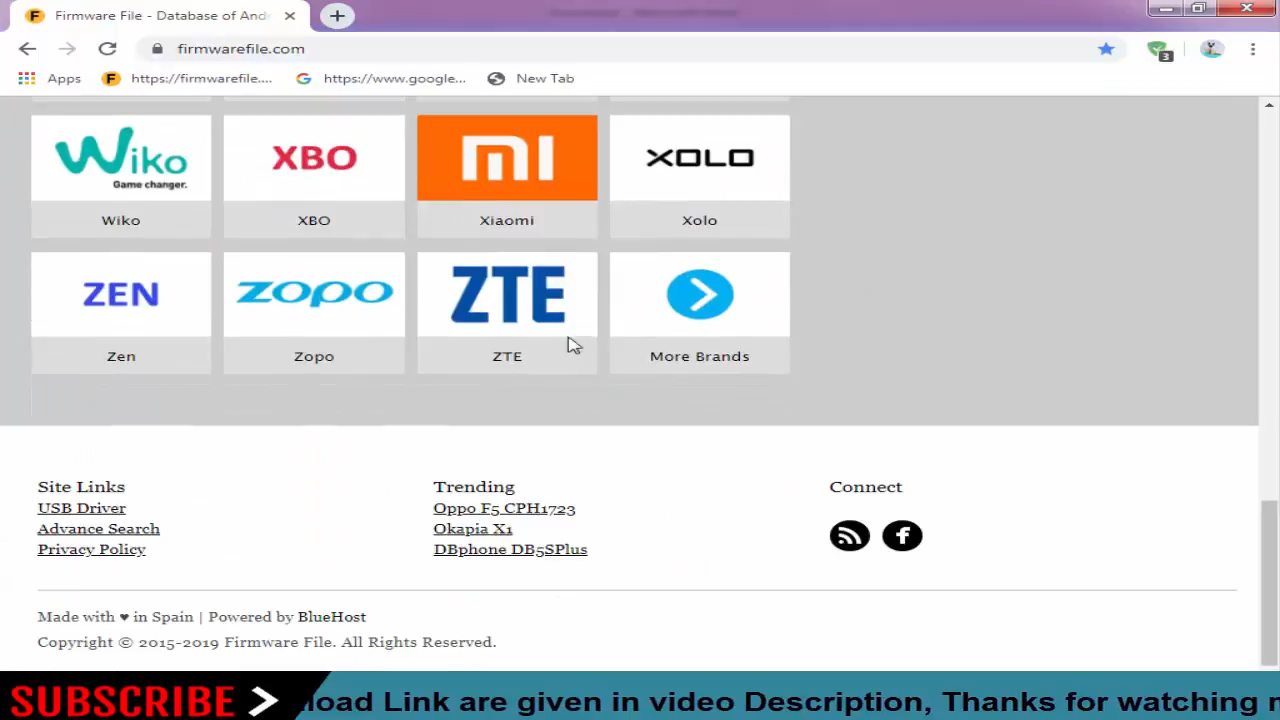 Firmware File - Database of And
firmwarefile.com
3
Apps
https://firmwarefile....
https://www.google...
New Tab
Wiko
Game changer.
XBO
MI
XOLO
Wiko
XBO
Xiaomi
Xolo
ZEN
ZOPO
ZTE
Zen
Zopo
ZTE
More Brands
Site Links
Trending
Connect
USB Driver
Oppo F5 CPH1723
Advance Search
Okapia X1
Privacy Policy
DBphone DB5SPlus
Made with ♥ in Spain | Powered by BlueHost
Copyright © 2015-2019 Firmware File. All Rights Reserved.
SUBSCRIBE
load Link are given in video Description, Thanks for watching